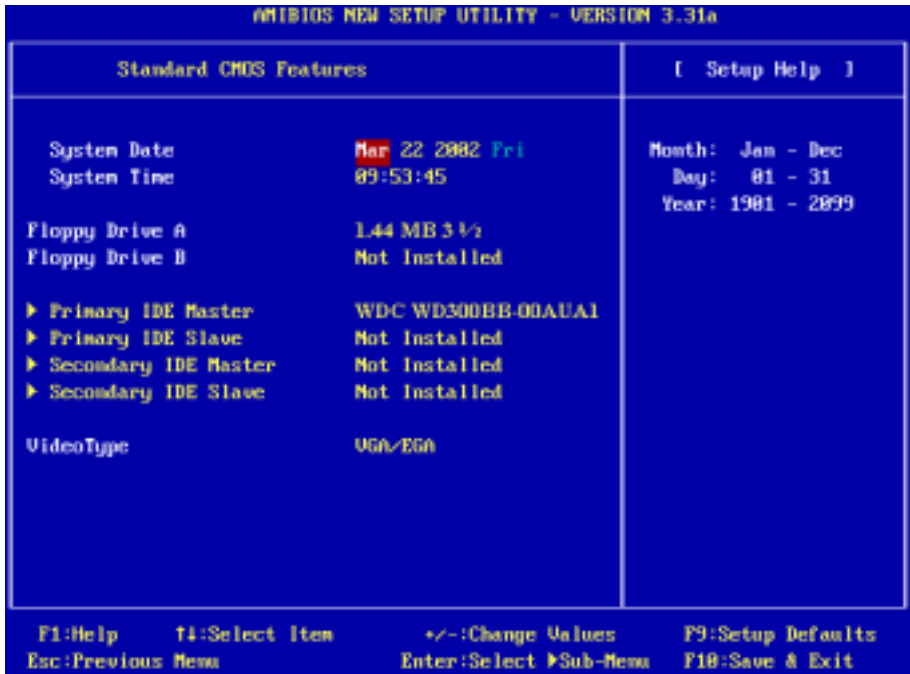 AMIBIOS NEW SETUP UTILITY - VERSION 3.31a
Standard CMOS Features
[ Setup Help ]
System Date Mar 22 2002 Fri
System Time 09:53:45
Month: Jan - Dec
Day: 01 - 31
Year: 1901 - 2099
Floppy Drive A 1.44 MB 3 ½
Floppy Drive B Not Installed
▶ Primary IDE Master WDC WD300BB-00AUA1
▶ Primary IDE Slave Not Installed
▶ Secondary IDE Master Not Installed
▶ Secondary IDE Slave Not Installed
VideoType VGA/EGA
F1:Help ↑↓:Select Item +/-:Change Values F9:Setup Defaults
Esc:Previous Menu Enter:Select ▶Sub-Menu F10:Save & Exit